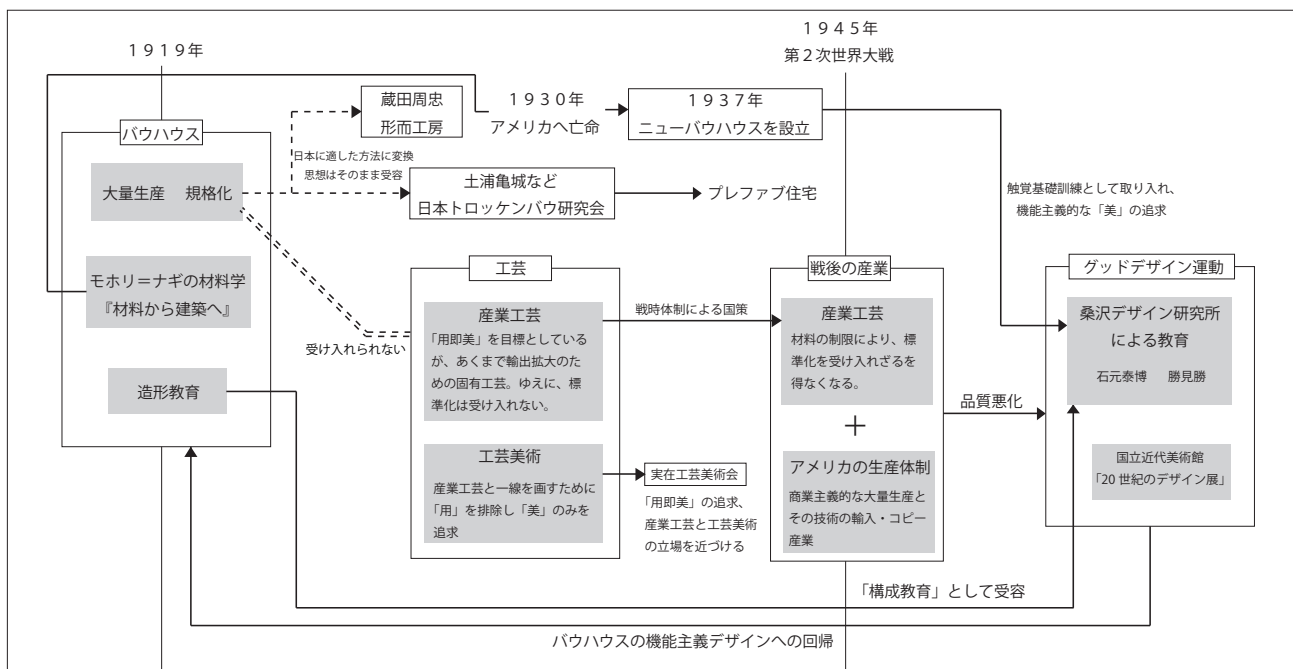 1919年
1945年
第2次世界大戦
蔵田周忠
形而工房
1930年
アメリカへ亡命
1937年
ニューバウハウスを設立
バウハウス
大量生産　規格化
日本に適した方法に変換
思想はそのまま受容
土浦亀城など
日本トロッケンバウ研究会
プレファブ住宅
触覚基礎訓練として取り入れ、
機能主義的な「美」の追求
モホリ＝ナギの材料学
『材料から建築へ』
受け入れられない
造形教育
工芸
産業工芸
「用即美」を目標としている
が、あくまで輸出拡大のた
めの固有工芸。ゆえに、標
準化は受け入れない。
戦時体制による国策
工芸美術
産業工芸と一線を画すために
「用」を排除し「美」のみを
追求
実在工芸美術会
「用即美」の追求、
産業工芸と工芸美術
の立場を近づける
戦後の産業
産業工芸
材料の制限により、標
準化を受け入れざるを
得なくなる。
＋
アメリカの生産体制
商業主義的な大量生産と
その技術の輸入・コピー
産業
品質悪化
グッドデザイン運動
桑沢デザイン研究所
による教育
石元泰博　勝見勝
国立近代美術館
「20 世紀のデザイン展」
「構成教育」として受容
バウハウスの機能主義デザインへの回帰